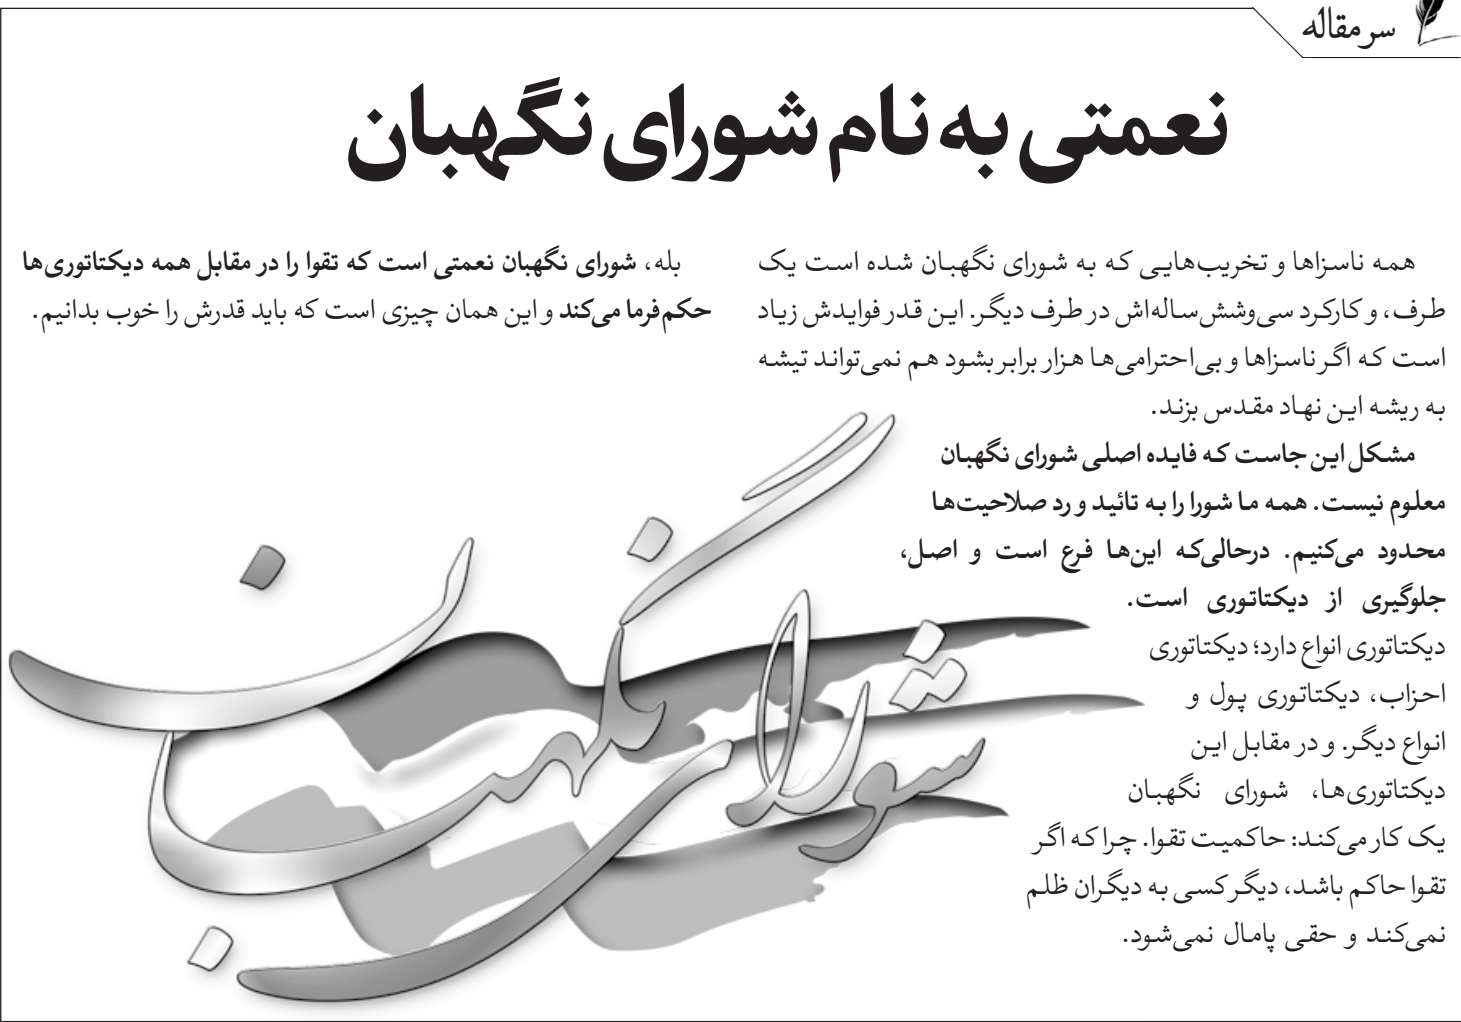 سرمقاله
نعمتی به نام شورای نگهبان
همه ناسزاها و تخریب‌هایی که به شورای نگهبان شده است یک
طرف، و کارکرد سی‌وشش‌ساله‌اش در طرف دیگر. این قدر فوایدش زیاد
است که اگر ناسزاها و بی‌احترامی‌ها هزار برابر بشود هم نمی‌تواند تیشه
به ریشه این نهاد مقدس بزند.
مشکل این جاست که فایده اصلی شورای نگهبان
معلوم نیست. همه ما شورا را به تائید و رد صلاحیت‌ها
محدود می‌کنیم. درحالی‌که این‌ها فرع است و اصل،
جلوگیری از دیکتاتوری است.
دیکتاتوری انواع دارد؛ دیکتاتوری
احزاب، دیکتاتوری پول و
انواع دیگر. و در مقابل این
دیکتاتوری‌ها، شورای نگهبان
یک کار می‌کند: حاکمیت تقوا. چرا که اگر
تقوا حاکم باشد، دیگر کسی به دیگران ظلم
نمی‌کند و حقی پامال نمی‌شود.
بله، شورای نگهبان نعمتی است که تقوا را در مقابل همه دیکتاتوری‌ها
حکم‌فرما می‌کند و این همان چیزی است که باید قدرش را خوب بدانیم.
شورای نگهبان